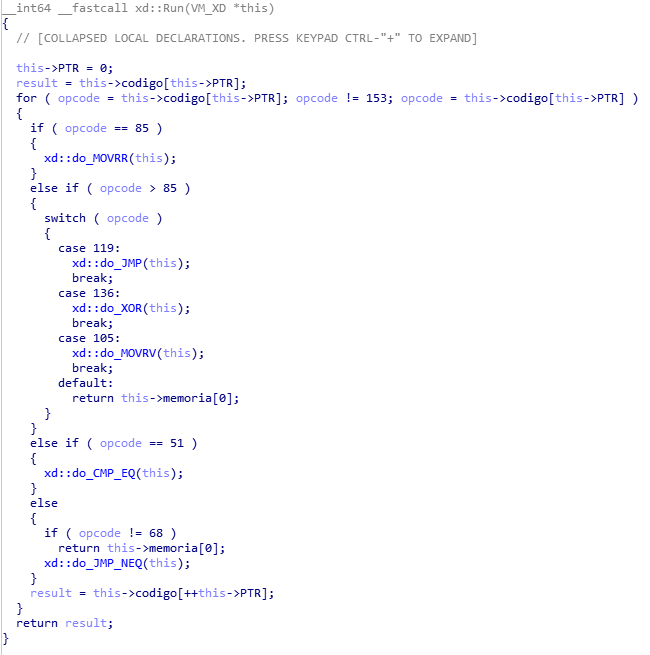 __int64 __fastcall xd::Run(VM_XD *this)
{
  // [COLLAPSED LOCAL DECLARATIONS. PRESS KEYPAD CTRL-"+" TO EXPAND]

  this->PTR = 0;
  result = this->codigo[this->PTR];
  for ( opcode = this->codigo[this->PTR]; opcode != 153; opcode = this->codigo[this->PTR] )
  {
    if ( opcode == 85 )
    {
      xd::do_MOVRR(this);
    }
    else if ( opcode > 85 )
    {
      switch ( opcode )
      {
        case 119:
          xd::do_JMP(this);
          break;
        case 136:
          xd::do_XOR(this);
          break;
        case 105:
          xd::do_MOVRV(this);
          break;
        default:
          return this->memoria[0];
      }
    }
    else if ( opcode == 51 )
    {
      xd::do_CMP_EQ(this);
    }
    else
    {
      if ( opcode != 68 )
        return this->memoria[0];
      xd::do_JMP_NEQ(this);
    }
    result = this->codigo[++this->PTR];
  }
  return result;
}